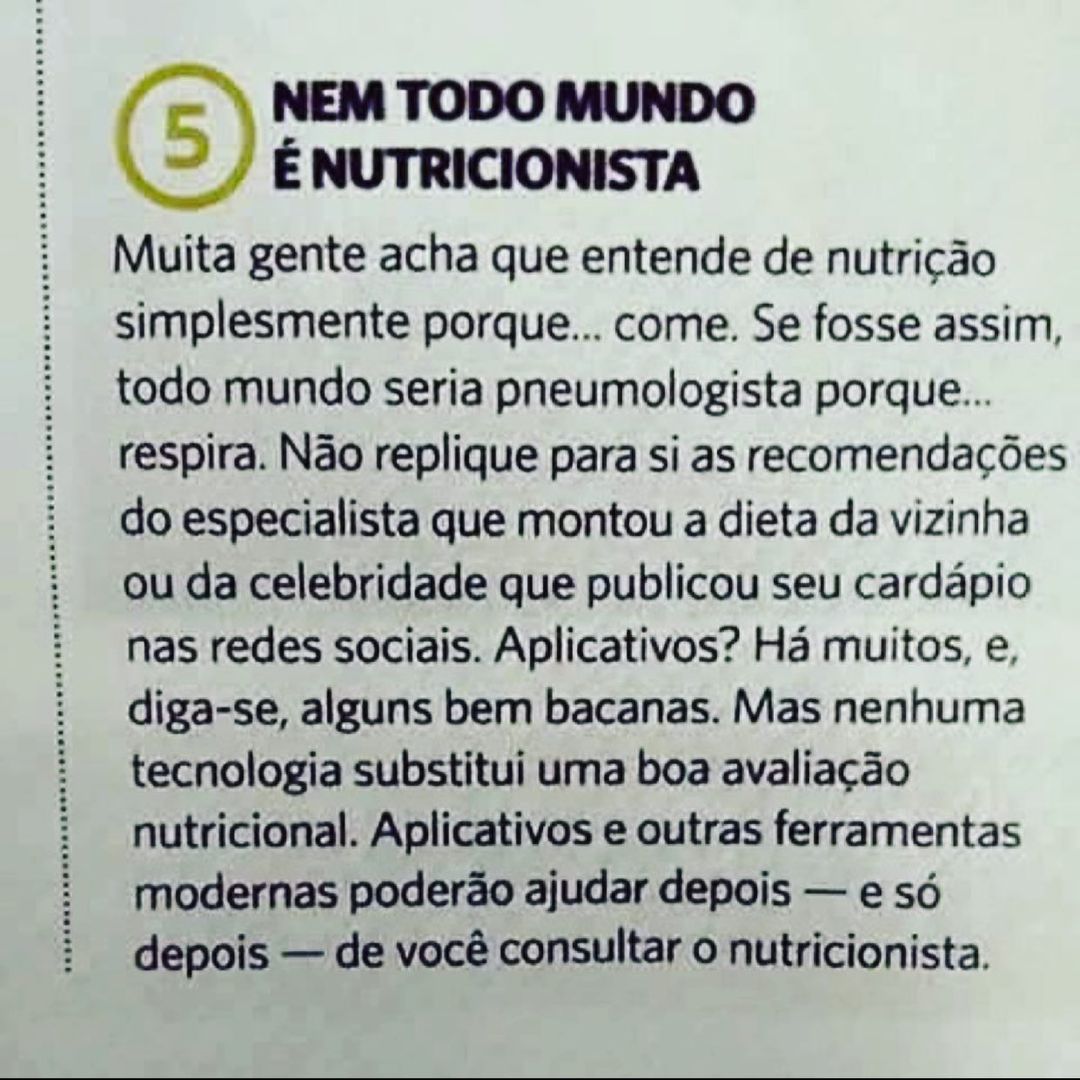 5
NEM TODO MUNDO
É NUTRICIONISTA
Muita gente acha que entende de nutrição
simplesmente porque... come. Se fosse assim,
todo mundo seria pneumologista porque...
respira. Não replique para si as recomendações
do especialista que montou a dieta da vizinha
ou da celebridade que publicou seu cardápio
nas redes sociais. Aplicativos? Há muitos, e,
diga-se, alguns bem bacanas. Mas nenhuma
tecnologia substitui uma boa avaliação
nutricional. Aplicativos e outras ferramentas
modernas poderão ajudar depois — e só
depois — de você consultar o nutricionista.